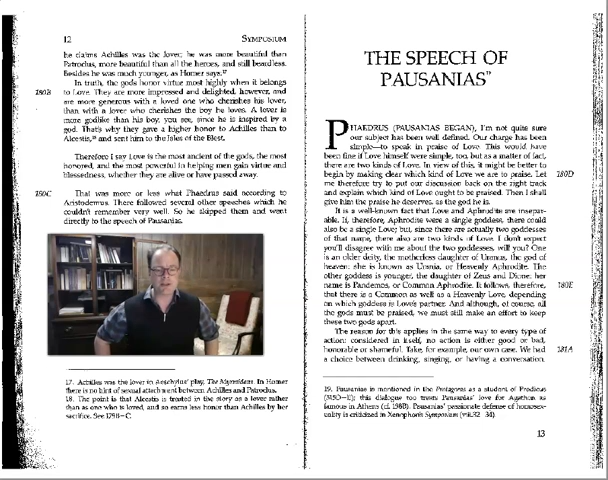 12 SYMPOSIUM
he claims Achilles was the lover; he was more beautiful than
Patroclus, more beautiful than all the heroes, and still beardless.
Besides he was much younger, as Homer says.17
In truth, the gods honor virtue most highly when it belongs
180B to Love. They are more impressed and delighted, however, and
are more generous with a loved one who cherishes his lover,
than with a lover who cherishes the boy he loves. A lover is
more godlike than his boy, you see, since he is inspired by a
god. That's why they gave a higher honor to Achilles than to
Alcestis,18 and sent him to the Isles of the Blest.
Therefore I say Love is the most ancient of the gods, the most
honored, and the most powerful in helping men gain virtue and
blessedness, whether they are alive or have passed away.
180C That was more or less what Phaedrus said according to
Aristodemus. There followed several other speeches which he
couldn't remember very well. So he skipped them and went
directly to the speech of Pausanias.
17. Achilles was the lover in Aeschylus' play, The Myrmidons. In Homer
there is no hint of sexual attachment between Achilles and Patroclus.
18. The point is that Alcestis is treated in the story as a lover rather
than as one who is loved, and so earns less honor than Achilles by her
sacrifice. See 179B–C.
THE SPEECH OF
PAUSANIAS19
PHAEDRUS (PAUSANIAS BEGAN), I'm not quite sure
our subject has been well defined. Our charge has been
simple—to speak in praise of Love. This would have
been fine if Love himself were simple, too, but as a matter of fact,
there are two kinds of Love. In view of this, it might be better to
begin by making clear which kind of Love we are to praise. Let 180D
me therefore try to put our discussion back on the right track
and explain which kind of Love ought to be praised. Then I shall
give him the praise he deserves, as the god he is.
It is a well-known fact that Love and Aphrodite are insepar-
able. If, therefore, Aphrodite were a single goddess, there could
also be a single Love; but, since there are actually two goddesses
of that name, there also are two kinds of Love. I don't expect
you'll disagree with me about the two goddesses, will you? One
is an older deity, the motherless daughter of Uranus, the god of
heaven: she is known as Urania, or Heavenly Aphrodite. The
other goddess is younger, the daughter of Zeus and Dione: her
name is Pandemos, or Common Aphrodite. It follows, therefore, 180E
that there is a Common as well as a Heavenly Love, depending
on which goddess is Love's partner. And although, of course, all
the gods must be praised, we must still make an effort to keep
these two gods apart.
The reason for this applies in the same way to every type of
action: considered in itself, no action is either good or bad,
honorable or shameful. Take, for example, our own case. We had 181A
a choice between drinking, singing, or having a conversation.
19. Pausanias is mentioned in the Protagoras as a student of Prodicus
(315D–E); this dialogue too treats Pausanias' love for Agathon as
famous in Athens (cf. 193B). Pausanias' passionate defense of homosex-
uality is criticized in Xenophon's Symposium (viii.32–34).
13